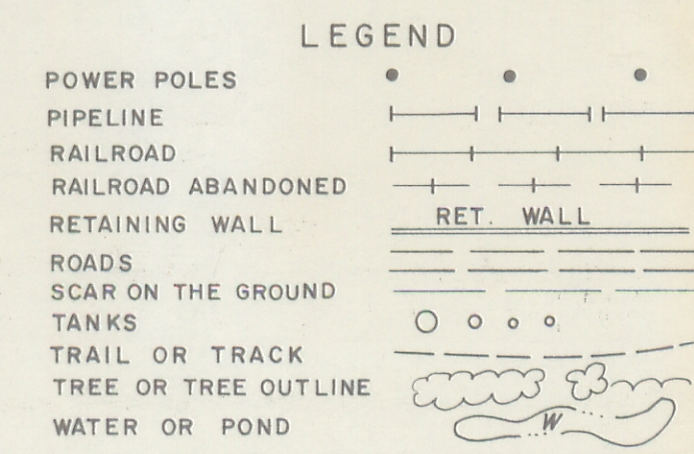 LEGEND
POWER POLES
PIPELINE
RAILROAD
RAILROAD ABANDONED
RETAINING WALL RET. WALL
ROADS
SCAR ON THE GROUND
TANKS
TRAIL OR TRACK
TREE OR TREE OUTLINE
WATER OR POND W